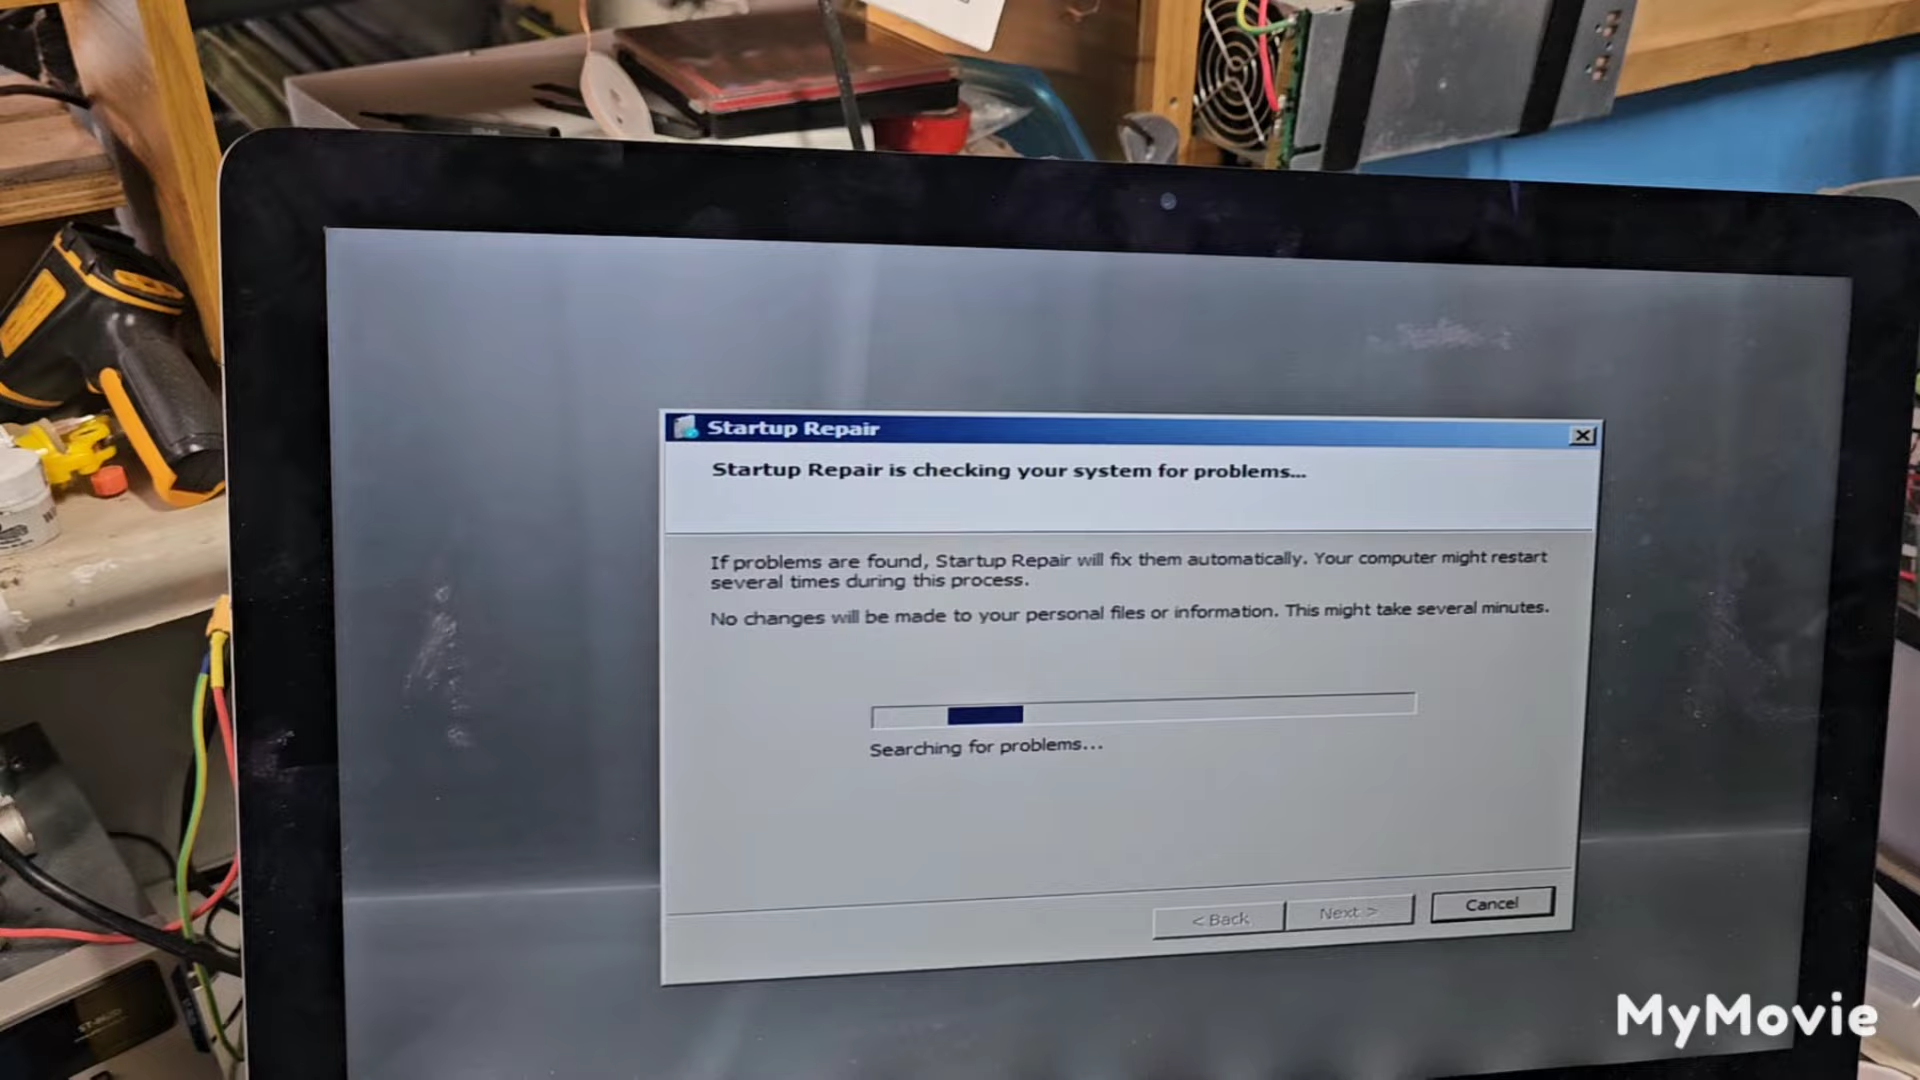 Startup Repair
Startup Repair is checking your system for problems...
If problems are found, Startup Repair will fix them automatically. Your computer might restart
several times during this process.
No changes will be made to your personal files or information. This might take several minutes.
Searching for problems...
< Back
Next >
Cancel
MyMovie